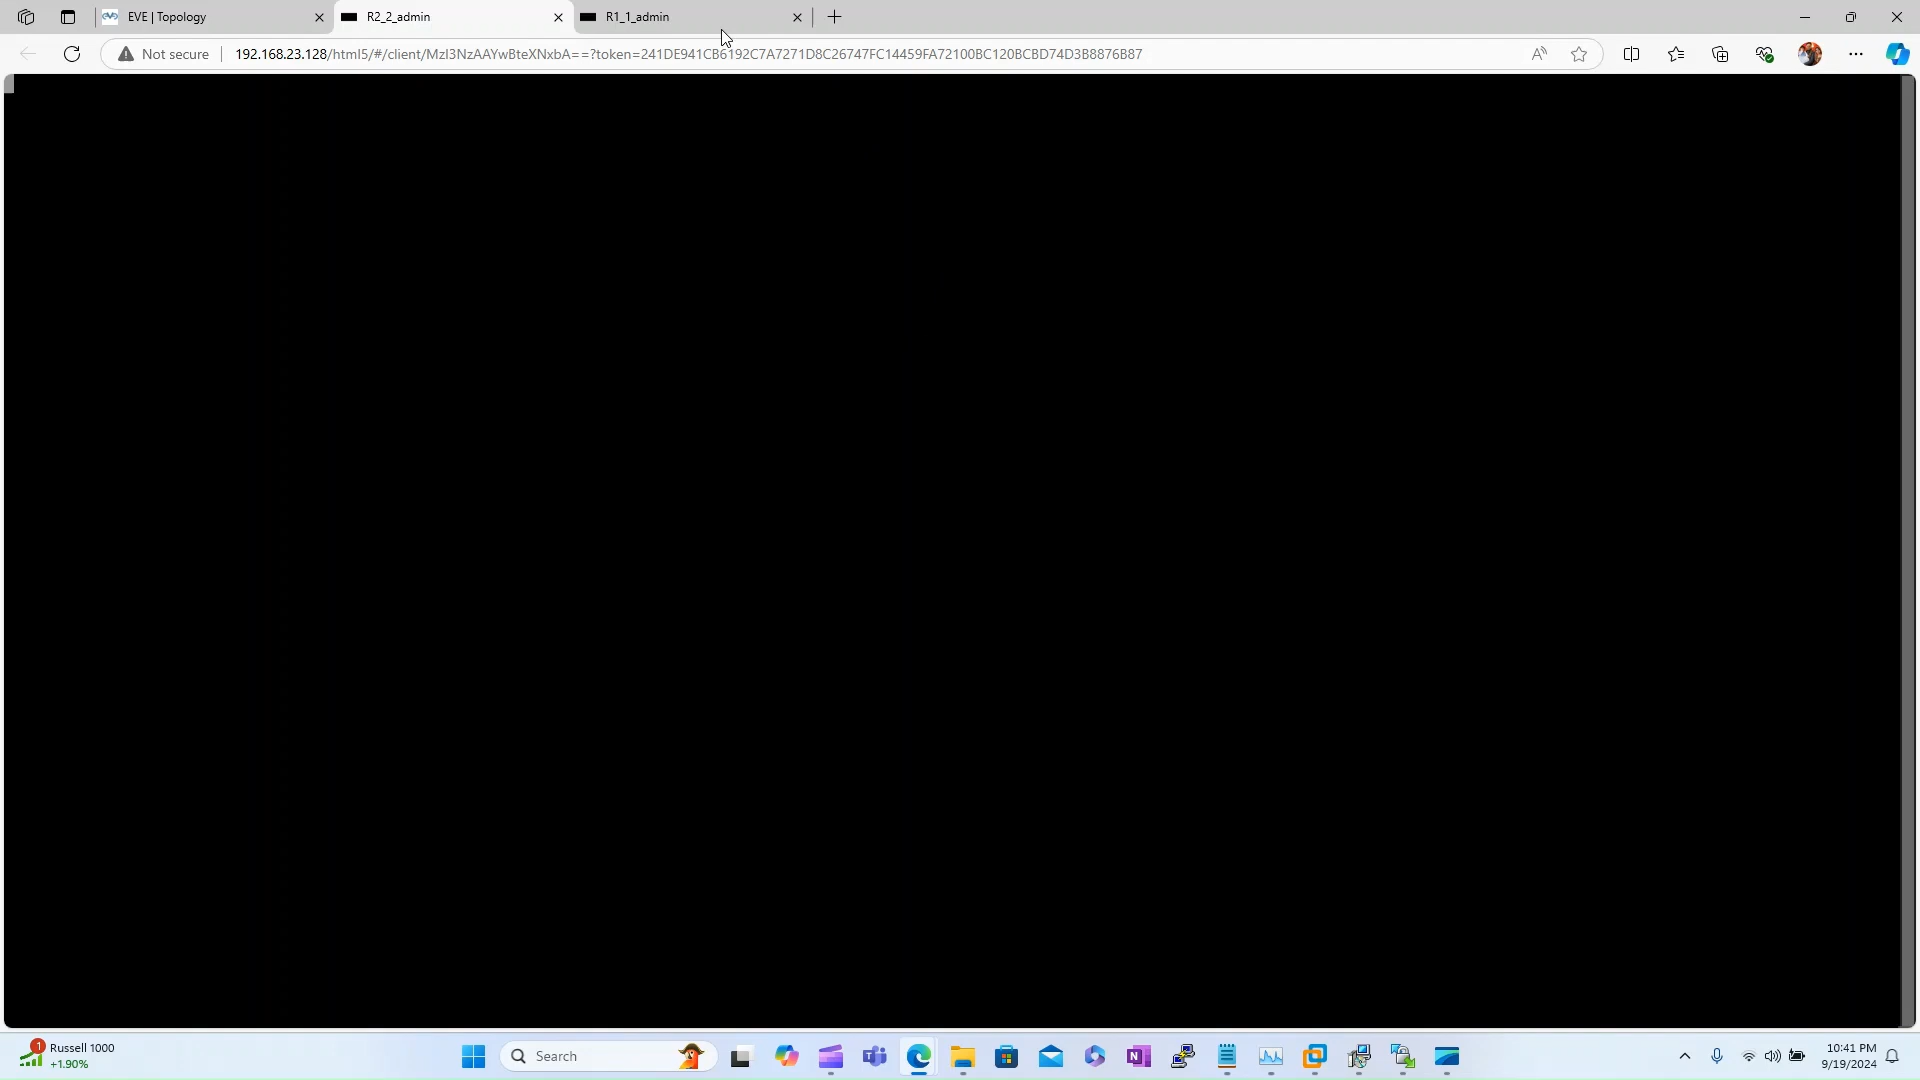 EVE | Topology
R2_2_admin
R1_1_admin
Not secure
192.168.23.128/html5/#/client/MzI3NzAAYwBteXNxbA==?token=241DE941CB6192C7A7271D8C26747FC14459FA72100BC120BCBD74D3B8876B87
1
Russell 1000
+1.90%
Search
10:41 PM
9/19/2024